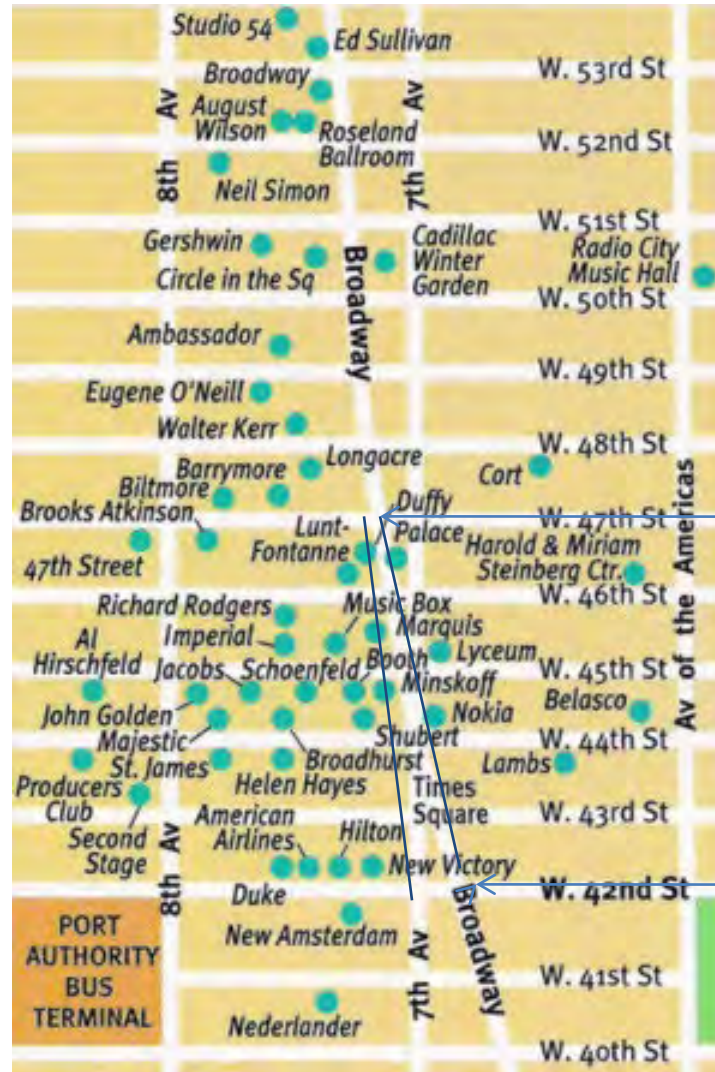 Studio 54
Ed Sullivan
W. 53rd St
Broadway
8th Av
7th Av
August
Wilson
Roseland
Ballroom
W. 52nd St
Neil Simon
W. 51st St
Gershwin
Circle in the Sq
Broadway
Cadillac
Winter
Garden
Radio City
Music Hall
W. 50th St
Ambassador
W. 49th St
Eugene O'Neill
Walter Kerr
W. 48th St
Longacre
Barrymore
Biltmore
Cort
Brooks Atkinson
Duffy
W. 47th St
Av of the Americas
47th Street
Lunt-
Fontanne
Palace
Harold & Miriam
Steinberg Ctr.
W. 46th St
Richard Rodgers
Music Box
Imperial
Marquis
Al
Hirschfeld
Lyceum
W. 45th St
Jacobs
Schoenfeld
Booth
Minskoff
John Golden
Nokia
Belasco
Majestic
Shubert
W. 44th St
St. James
Broadhurst
Helen Hayes
Lambs
Producers
Club
Times
Square
W. 43rd St
Second
Stage
8th Av
American
Airlines
Hilton
New Victory
Duke
W. 42nd St
Broadway
PORT
AUTHORITY
BUS
TERMINAL
New Amsterdam
7th Av
W. 41st St
Nederlander
W. 40th St